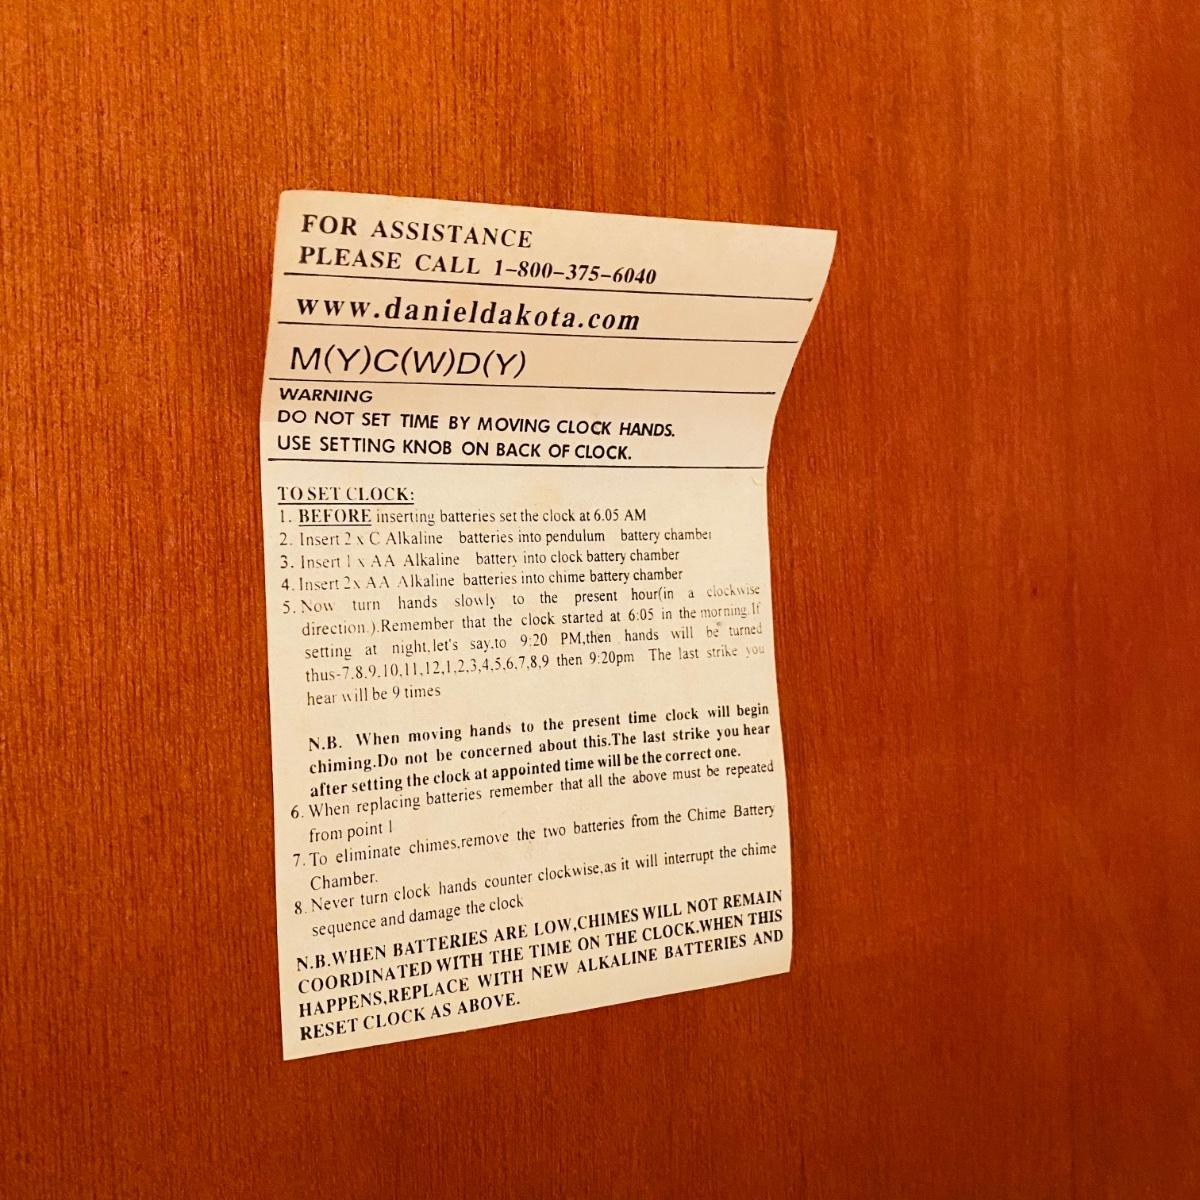 FOR ASSISTANCE
PLEASE CALL 1-800-375-6040
www.danieldakota.com
M(Y)C(W)D(Y)
WARNING
DO NOT SET TIME BY MOVING CLOCK HANDS.
USE SETTING KNOB ON BACK OF CLOCK.
TO SET CLOCK:
1. BEFORE inserting batteries set the clock at 6.05 AM
2. Insert 2 x C Alkaline batteries into pendulum battery chamber
3. Insert 1 x AA Alkaline battery into clock battery chamber
4. Insert 2x AA Alkaline batteries into chime battery chamber
5. Now turn hands slowly to the present hour(in a clockwise
direction.).Remember that the clock started at 6:05 in the morning.If
setting at night,let's say,to 9:20 PM,then hands will be turned
thus-7.8.9.10,11,12,1,2,3,4,5,6,7,8,9 then 9:20pm The last strike you
hear will be 9 times
N.B. When moving hands to the present time clock will begin
chiming.Do not be concerned about this.The last strike you hear
after setting the clock at appointed time will be the correct one.
6. When replacing batteries remember that all the above must be repeated
from point 1
7. To eliminate chimes,remove the two batteries from the Chime Battery
Chamber.
8. Never turn clock hands counter clockwise,as it will interrupt the chime
sequence and damage the clock
N.B.WHEN BATTERIES ARE LOW,CHIMES WILL NOT REMAIN
COORDINATED WITH THE TIME ON THE CLOCK.WHEN THIS
HAPPENS,REPLACE WITH NEW ALKALINE BATTERIES AND
RESET CLOCK AS ABOVE.